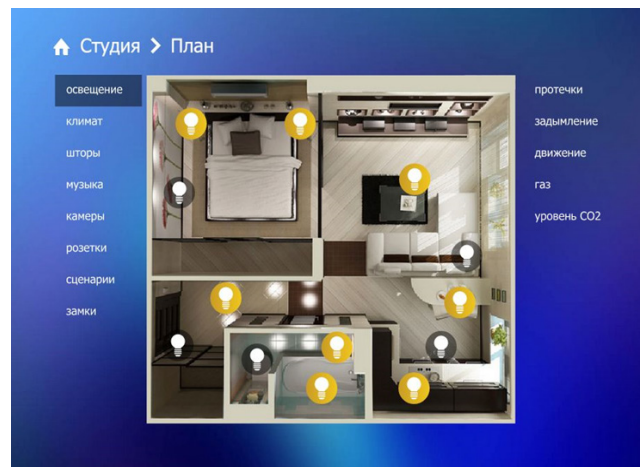 Студия > План
освещение
климат
шторы
музыка
камеры
розетки
сценарии
замки
протечки
задымление
движение
газ
уровень CO2